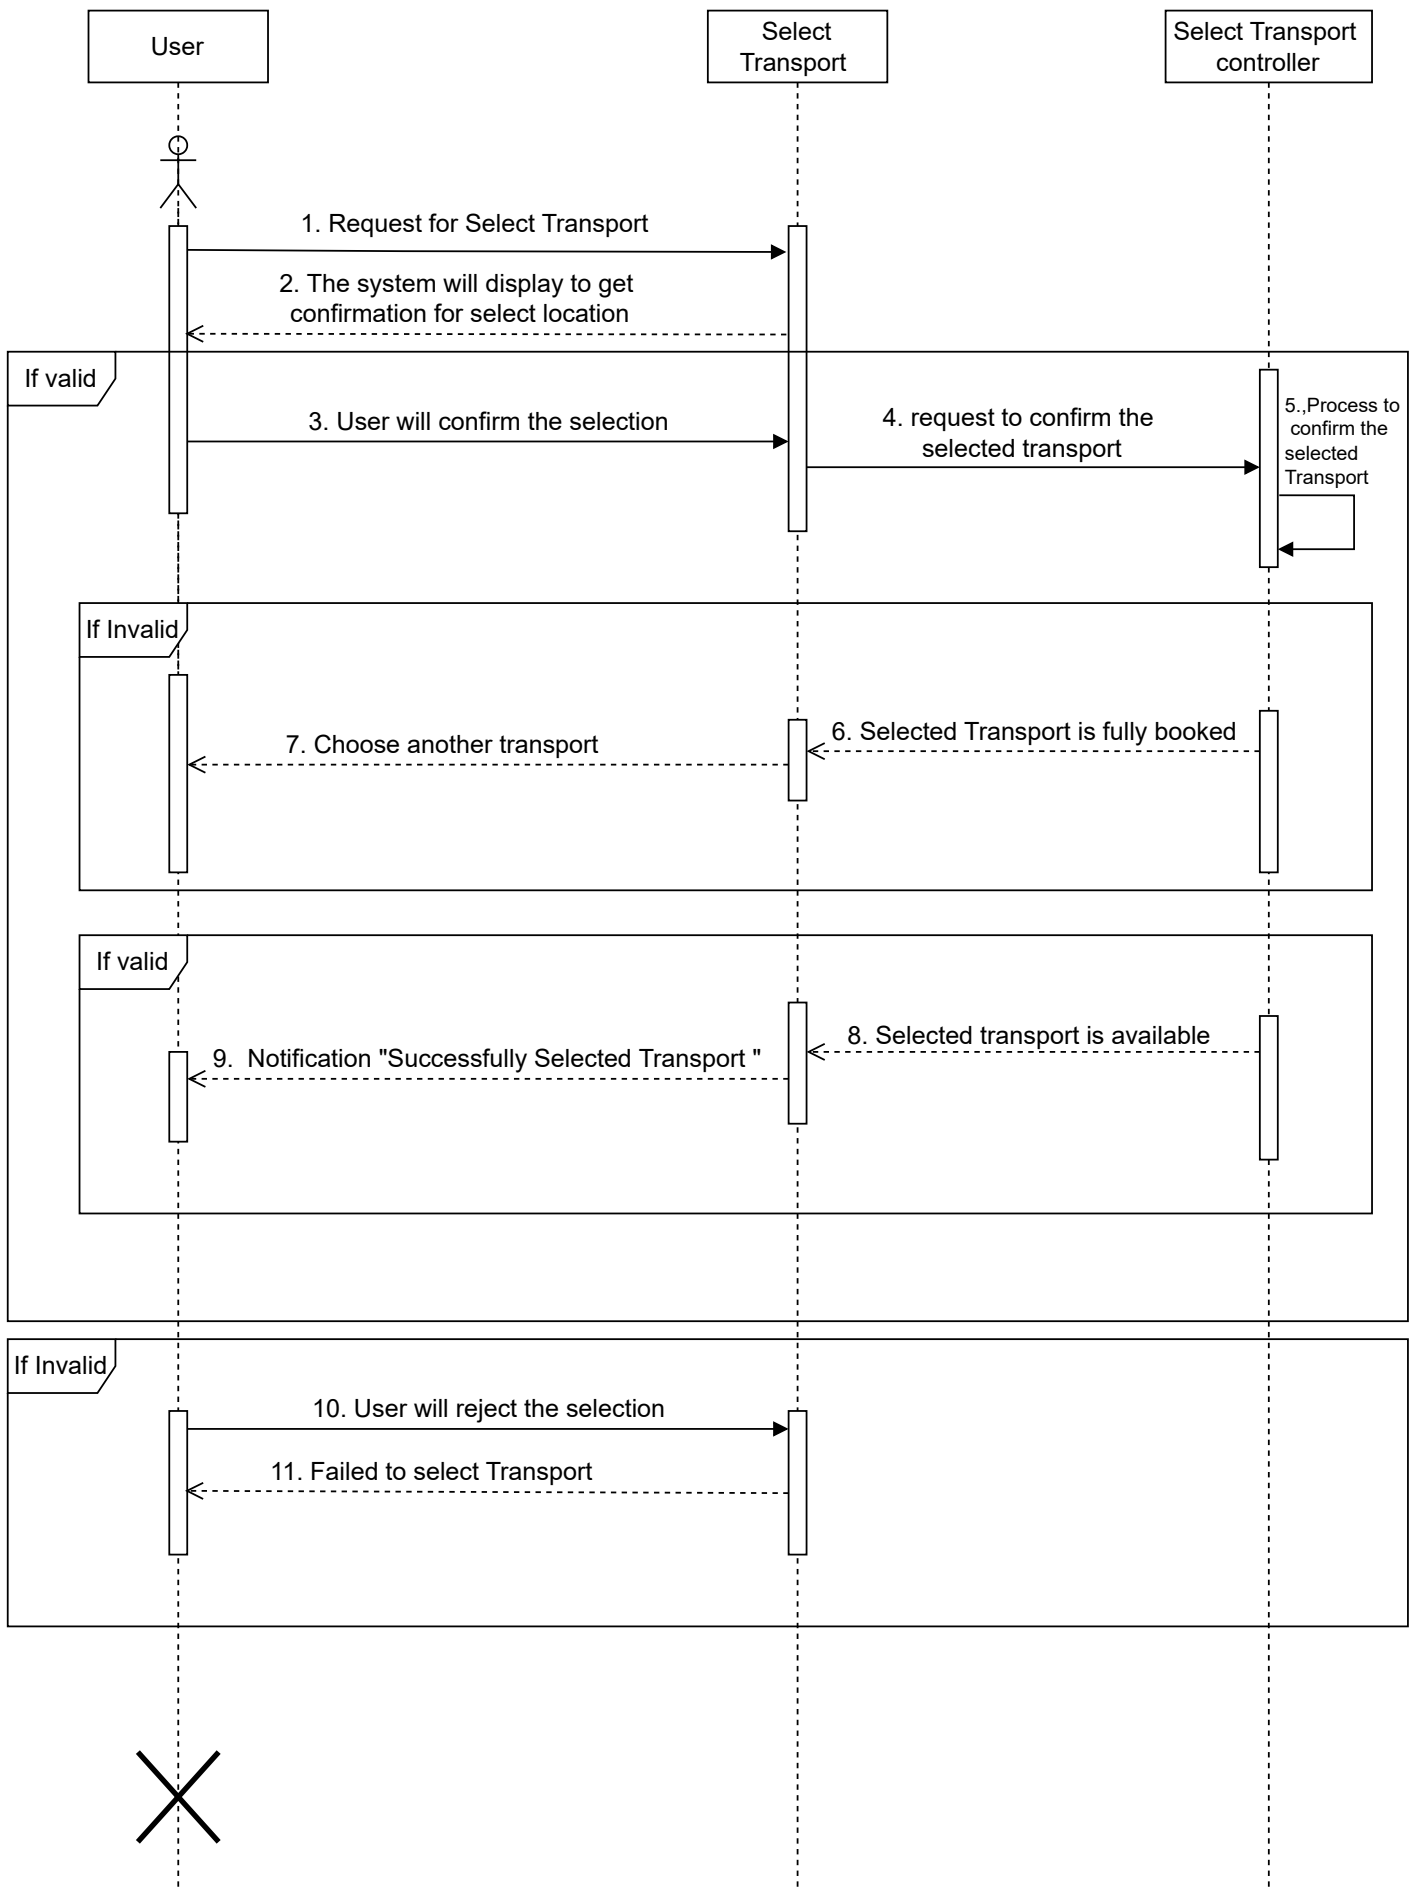 User
Select
Transport
Select Transport
controller
1. Request for Select Transport
2. The system will display to get
confirmation for select location
If valid
3. User will confirm the selection
4. request to confirm the
selected transport
5.,Process to
confirm the
selected
Transport
If Invalid
6. Selected Transport is fully booked
7. Choose another transport
If valid
8. Selected transport is available
9. Notification "Successfully Selected Transport "
If Invalid
10. User will reject the selection
11. Failed to select Transport